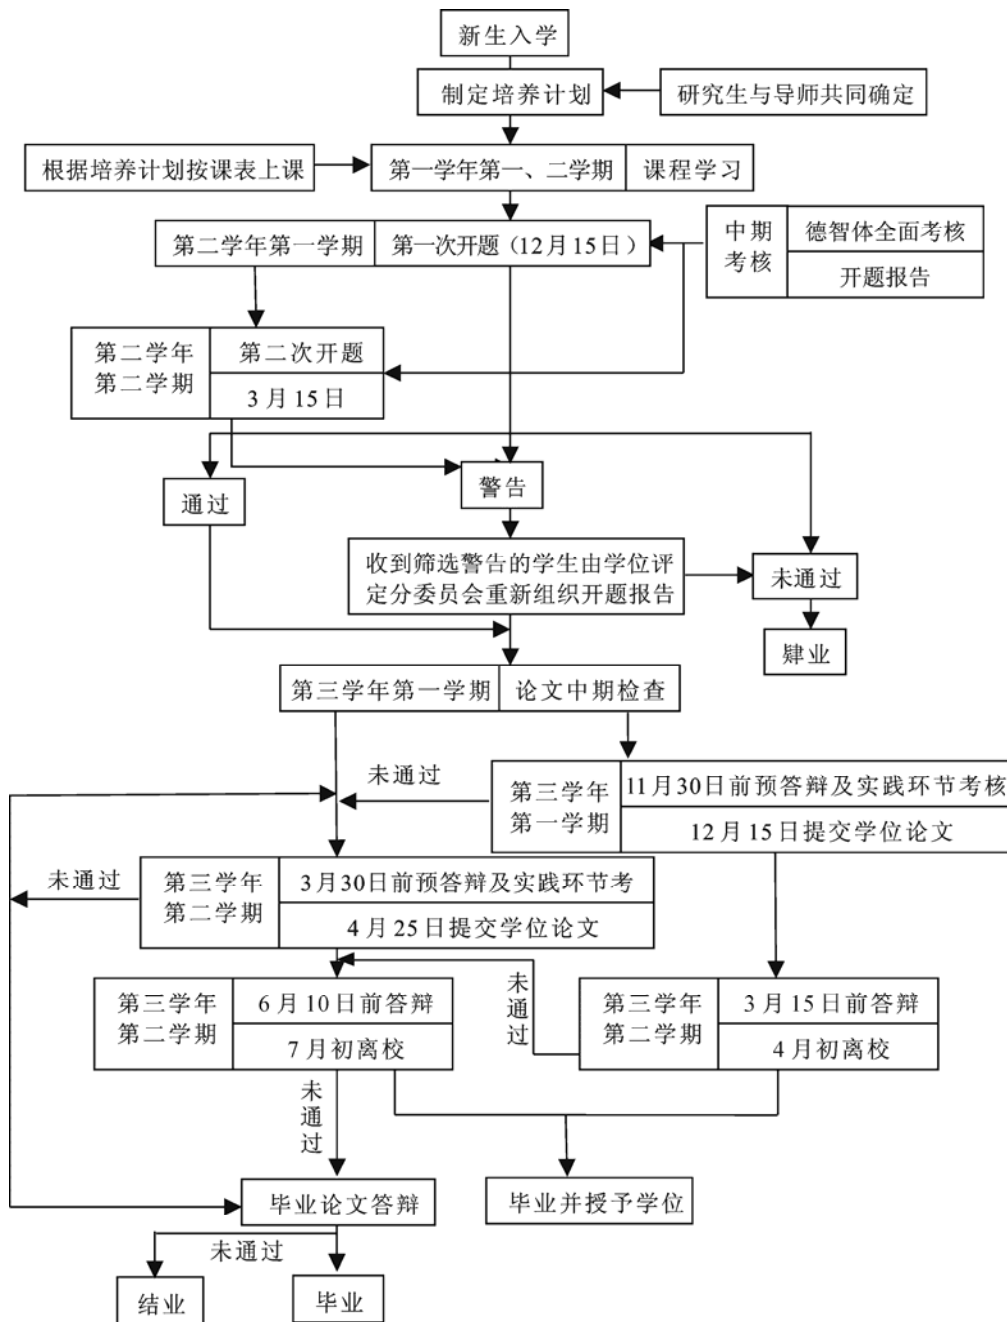 新生入学
制定培养计划
研究生与导师共同确定
根据培养计划按课表上课
第一学年第一、二学期
课程学习
第二学年第一学期
第一次开题（12月15日）
中期
考核
德智体全面考核
开题报告
第二学年
第二学期
第二次开题
3月15日
通过
警告
收到筛选警告的学生由学位评
定分委员会重新组织开题报告
未通过
肄业
第三学年第一学期
论文中期检查
未通过
第三学年
第一学期
11月30日前预答辩及实践环节考核
12月15日提交学位论文
未通过
第三学年
第二学期
3月30日前预答辩及实践环节考
4月25日提交学位论文
第三学年
第二学期
6月10日前答辩
7月初离校
未通过
第三学年
第二学期
3月15日前答辩
4月初离校
未通过
毕业论文答辩
毕业并授予学位
未通过
结业
毕业